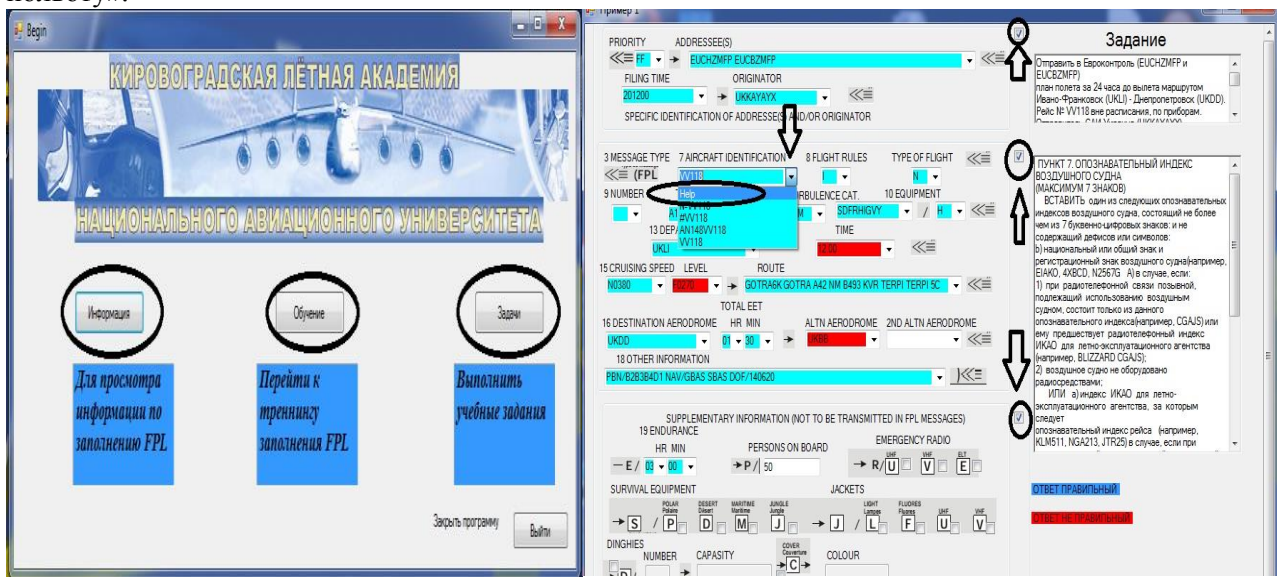 Begin
КИРОВОГРАДСКАЯ ЛЁТНАЯ АКАДЕМИЯ
НАЦИОНАЛЬНОГО АВИАЦИОННОГО УНИВЕРСИТЕТА
Информация
Обучение
Задачи
Для просмотра
информации по
заполнению FPL
Перейти к
треннингу
заполнения FPL
Выполнить
учебные задания
Закрыть программу
Выйти
Пример 1
PRIORITY ADDRESSEE(S)
FF EUCHZMFP EUCBZMFP
FILING TIME ORIGINATOR
201200 UKKAYAYX
SPECIFIC IDENTIFICATION OF ADDRESSEE(S) AND/OR ORIGINATOR
3 MESSAGE TYPE 7 AIRCRAFT IDENTIFICATION 8 FLIGHT RULES TYPE OF FLIGHT
(FPL VV118 I N
Help
#VV118
AN148VV118
VV118
9 NUMBER 10 EQUIPMENT
M SDFRHIGVY / H
TIME
UKLI
15 CRUISING SPEED LEVEL ROUTE
N0380 F0270 GOTRA6K GOTRA A42 NM B493 KVR TERPI TERPI 5C
TOTAL EET
16 DESTINATION AERODROME HR MIN ALTN AERODROME 2ND ALTN AERODROME
UKDD 01 30 UKBB
18 OTHER INFORMATION
PBN/B2B3B4D1 NAV/GBAS SBAS DOF/140620
SUPPLEMENTARY INFORMATION (NOT TO BE TRANSMITTED IN FPL MESSAGES)
19 ENDURANCE
HR MIN PERSONS ON BOARD EMERGENCY RADIO
E / 03 00 P / 50 R/ UHF U VHF V ELT E
SURVIVAL EQUIPMENT JACKETS
POLAR DESERT MARITIME JUNGLE LIGHT FLUORES UHF VHF
S / P D M J J / L F U V
DINGHIES
NUMBER CAPASITY COVER COLOUR
D / C
Задание
Отправить в Евроконтроль (EUCHZMFP и
EUCBZMFP)
план полета за 24 часа до вылета маршрутом
Ивано-Франковск (UKLI) - Днепропетровск (UKDD).
Рейс № VV118 вне расписания, по приборам.
ПУНКТ 7. ОПОЗНАВАТЕЛЬНЫЙ ИНДЕКС
ВОЗДУШНОГО СУДНА
(МАКСИМУМ 7 ЗНАКОВ)
ВСТАВИТЬ один из следующих опознавательных
индексов воздушного судна, состоящий не более
чем из 7 буквенно-цифровых знаков: и не
содержащий дефисов или символов:
b) национальный или общий знак и
регистрационный знак воздушного судна(например,
EIAKO, 4XBCD, N2567G А)в случае, если:
1) при радиотелефонной связи позывной,
подлежащий использованию воздушным
судном, состоит только из данного
опознавательного индекса(например, CGAJS) или
ему предшествует радиотелефонный индекс
ИКАО для летно-эксплуатационного агентства
(например, BLIZZARD CGAJS);
2) воздушное судно не оборудовано
радиосредствами;
ИЛИ а) индекс ИКАО для летно-
эксплуатационного агентства, за которым
следует
опознавательный индекс рейса (например,
KLM511, NGA213, JTR25) в случае, если при
ОТВЕТ ПРАВИЛЬНЫЙ
ОТВЕТ НЕ ПРАВИЛЬНЫЙ